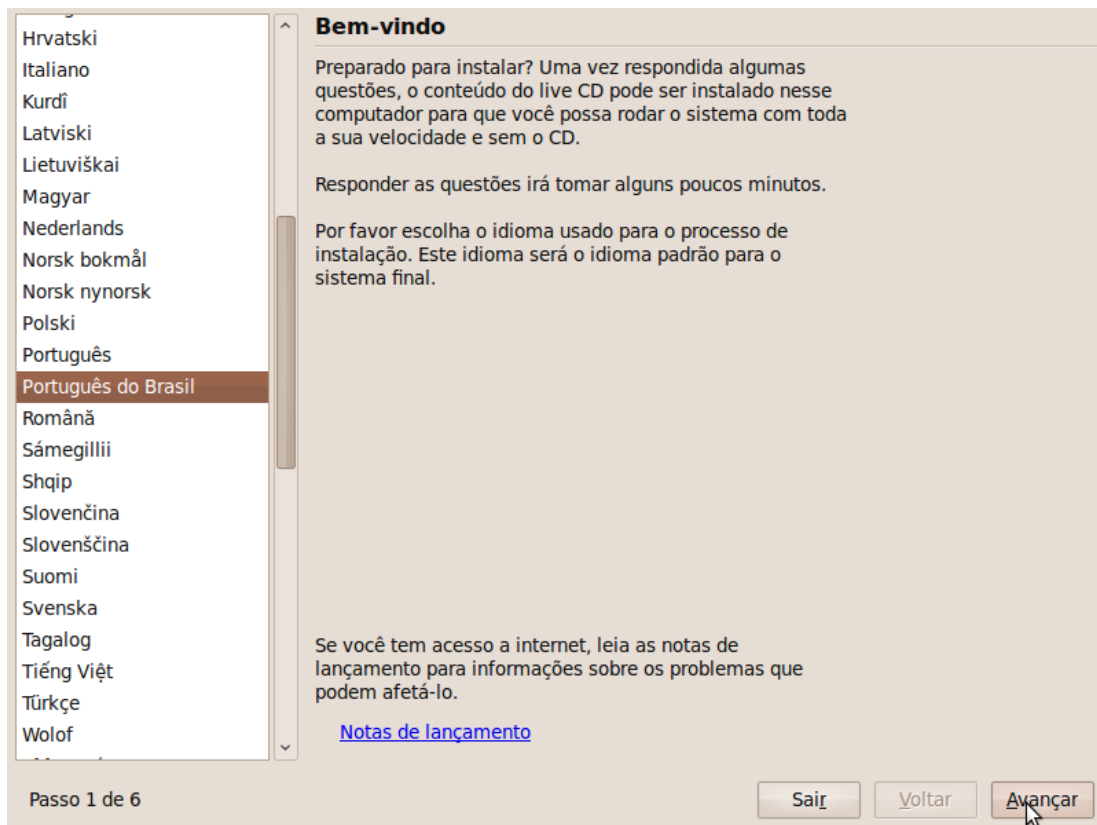 Hrvatski
Italiano
Kurdî
Latviski
Lietuviškai
Magyar
Nederlands
Norsk bokmål
Norsk nynorsk
Polski
Português
Português do Brasil
Română
Sámegillii
Shqip
Slovenčina
Slovenščina
Suomi
Svenska
Tagalog
Tiếng Việt
Türkçe
Wolof
Bem-vindo
Preparado para instalar? Uma vez respondida algumas
questões, o conteúdo do live CD pode ser instalado nesse
computador para que você possa rodar o sistema com toda
a sua velocidade e sem o CD.
Responder as questões irá tomar alguns poucos minutos.
Por favor escolha o idioma usado para o processo de
instalação. Este idioma será o idioma padrão para o
sistema final.
Se você tem acesso a internet, leia as notas de
lançamento para informações sobre os problemas que
podem afetá-lo.
Notas de lançamento
Passo 1 de 6
Sair
Voltar
Avançar